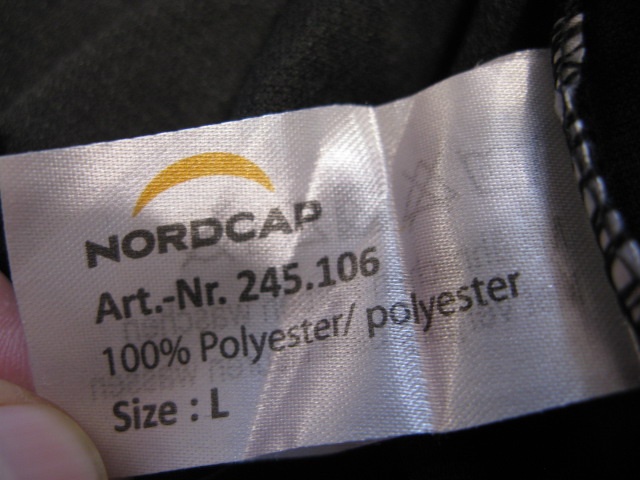 NORDCAP
Art.-Nr. 245.106
100% Polyester/ polyester
Size : L